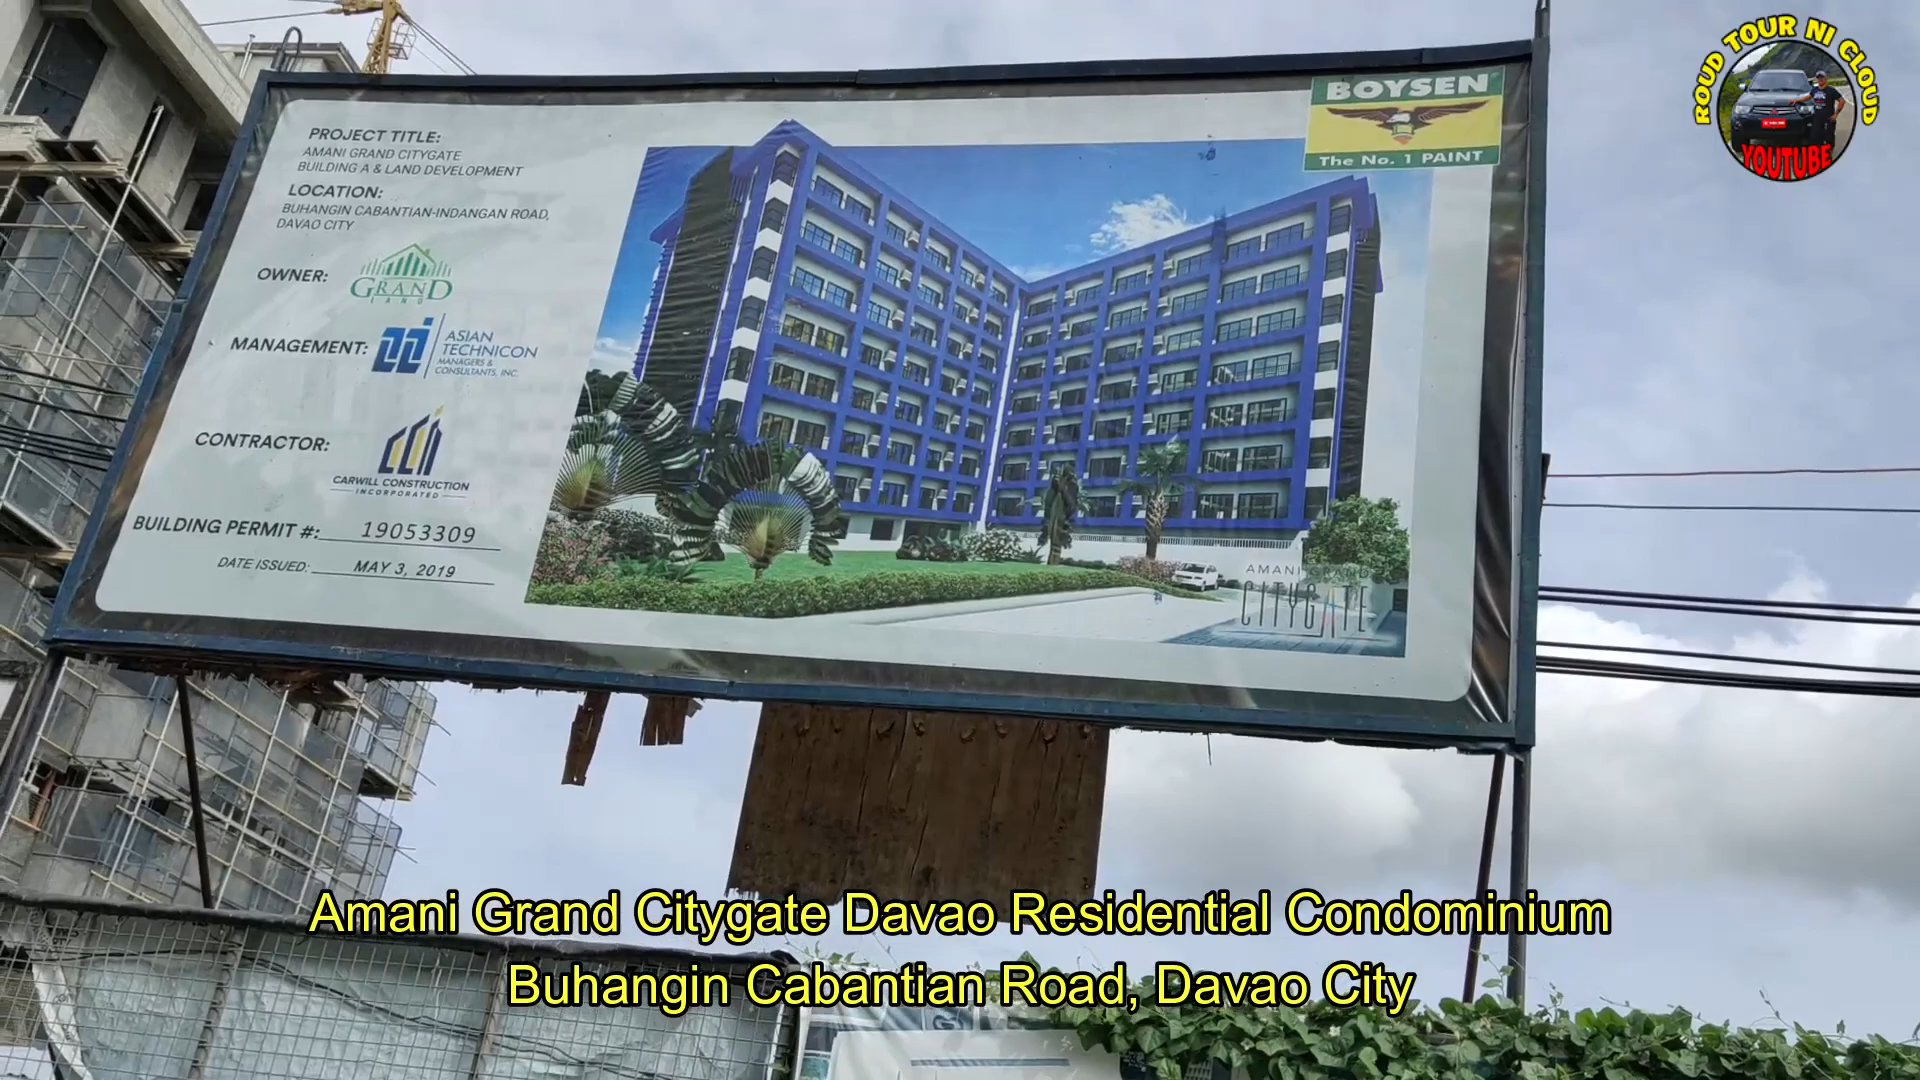 PROJECT TITLE:
AMANI GRAND CITYGATE
BUILDING A & LAND DEVELOPMENT
LOCATION:
BUHANGIN CABANTIAN-INDANGAN ROAD,
DAVAO CITY
OWNER:
GRAND
LAND
MANAGEMENT:
ASIAN
TECHNICON
MANAGERS &
CONSULTANTS, INC.
CONTRACTOR:
CARWILL CONSTRUCTION
INCORPORATED
BUILDING PERMIT #: 19053309
DATE ISSUED: MAY 3, 2019
BOYSEN
The No. 1 PAINT
AMANI GRAND
CITYGATE
ROUD TOUR NI CLOUD
YOUTUBE
Amani Grand Citygate Davao Residential Condominium
Buhangin Cabantian Road, Davao City